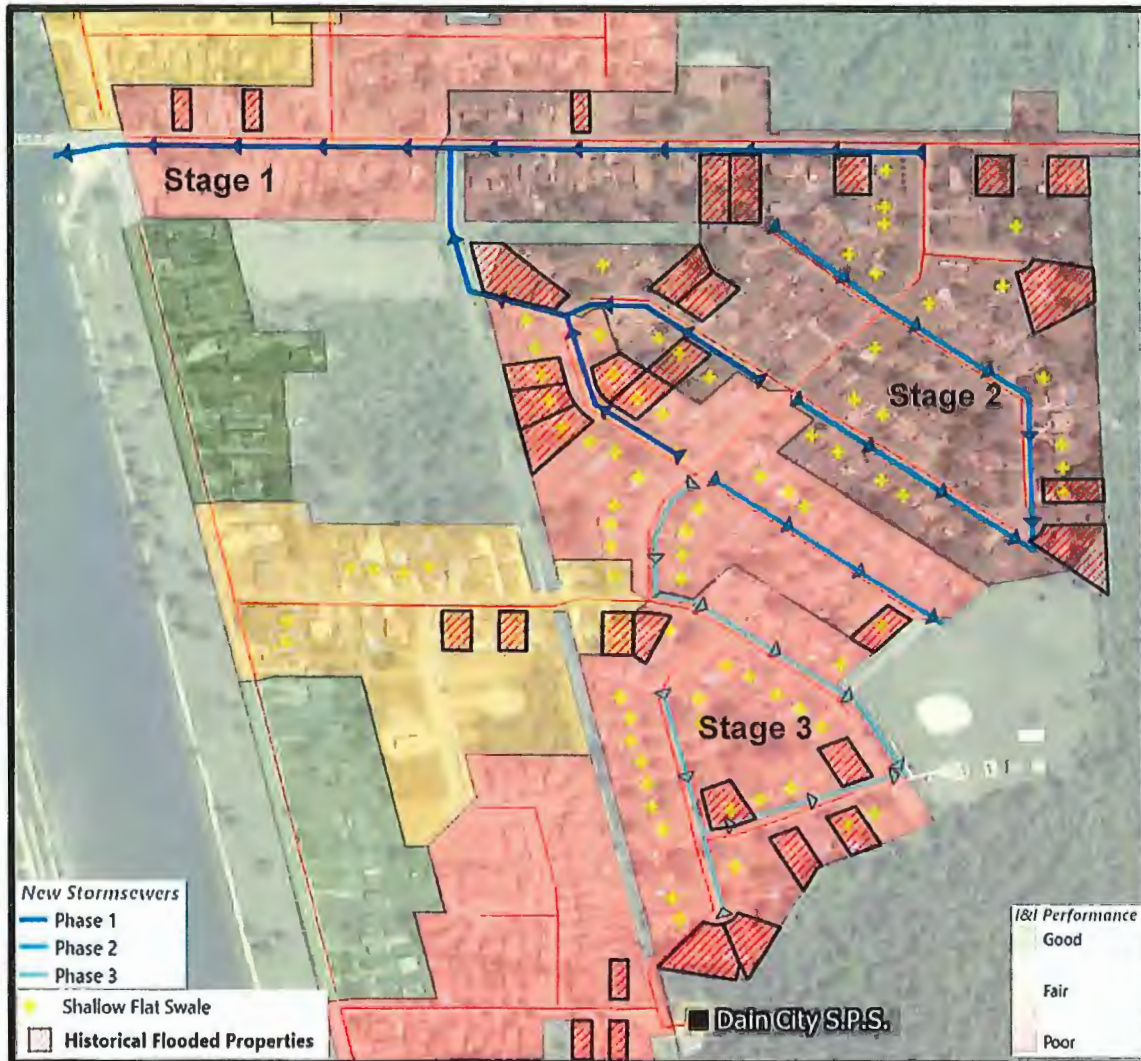 Stage 1
Stage 2
Stage 3
New Stormsewers
Phase 1
Phase 2
Phase 3
Shallow Flat Swale
Historical Flooded Properties
Dain City S.P.S.
I&I Performance
Good
Fair
Poor